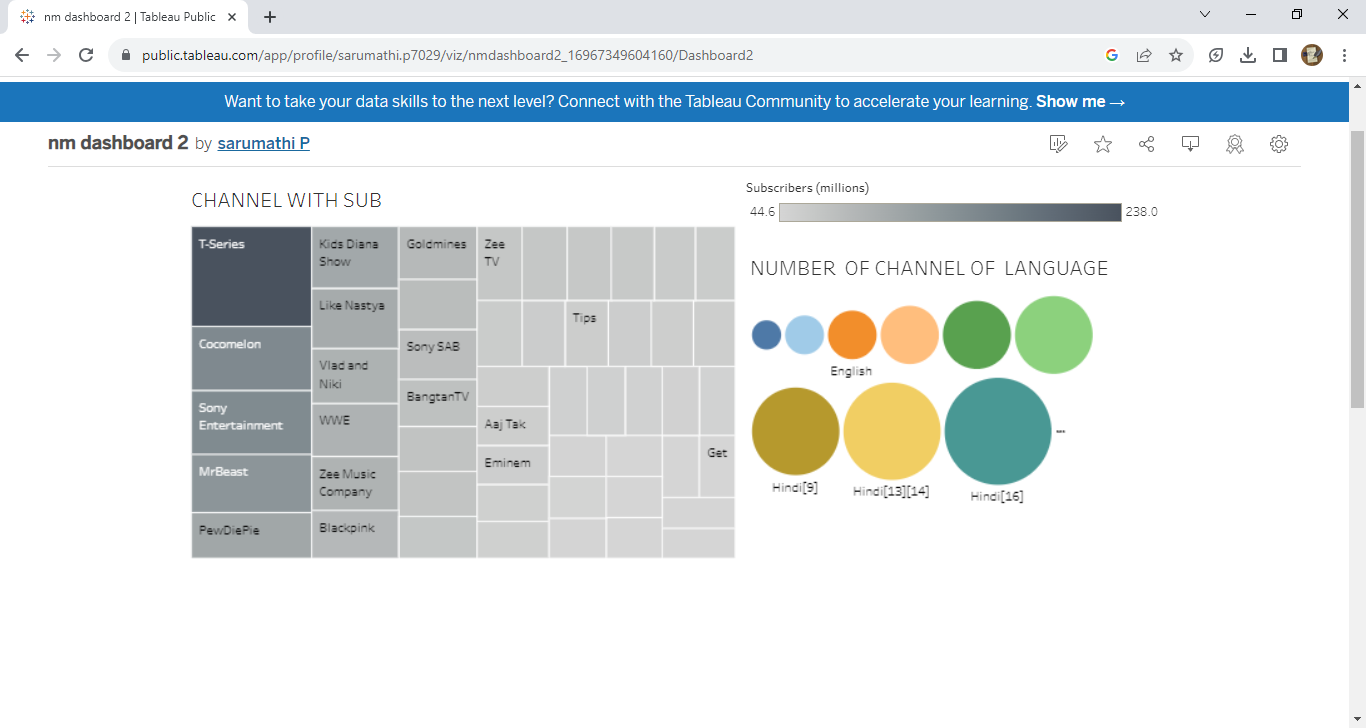 nm dashboard 2 | Tableau Public
public.tableau.com/app/profile/sarumathi.p7029/viz/nmdashboard2_16967349604160/Dashboard2
Want to take your data skills to the next level? Connect with the Tableau Community to accelerate your learning. Show me →
nm dashboard 2 by sarumathi P
CHANNEL WITH SUB
T-Series
Cocomelon
Sony
Entertainment
MrBeast
PewDiePie
Kids Diana
Show
Like Nastya
Vlad and
Niki
WWE
Zee Music
Company
Blackpink
Goldmines
Sony SAB
BangtanTV
Zee
TV
Tips
Aaj Tak
Eminem
Get
Subscribers (millions)
44.6 238.0
NUMBER OF CHANNEL OF LANGUAGE
English
Hindi[9] Hindi[13][14] Hindi[16]
...